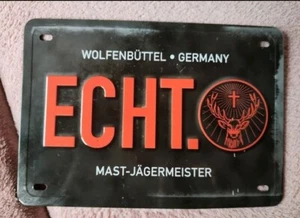 WOLFENBÜTTEL • GERMANY
ECHT.
MAST-JÄGERMEISTER